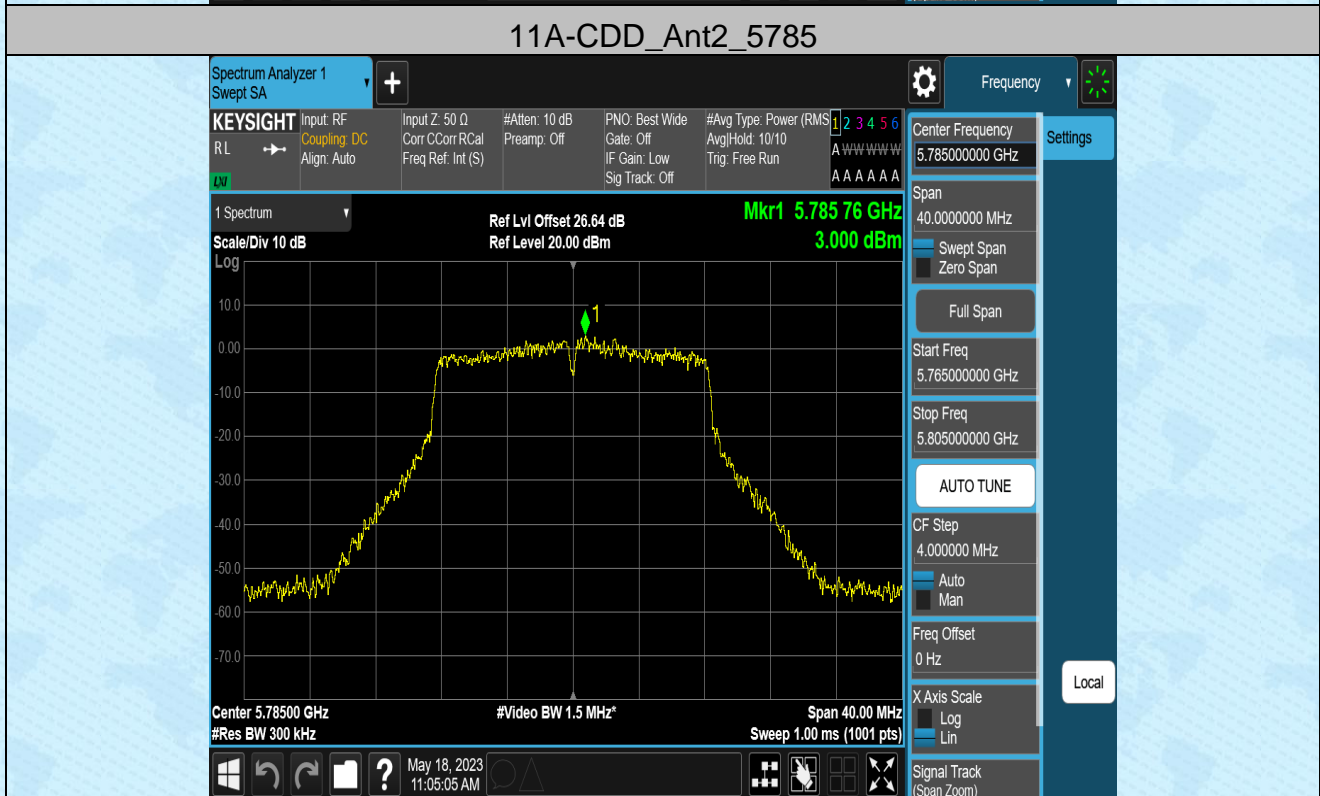 11A-CDD_Ant2_5785
Spectrum Analyzer 1
Swept SA
Frequency
KEYSIGHT
RL
LXI
Input: RF
Coupling: DC
Align: Auto
Input Z: 50 Ω
Corr CCorr RCal
Freq Ref: Int (S)
#Atten: 10 dB
Preamp: Off
PNO: Best Wide
Gate: Off
IF Gain: Low
Sig Track: Off
#Avg Type: Power (RMS
Avg|Hold: 10/10
Trig: Free Run
1 2 3 4 5 6
A W W W W W
A A A A A A
1 Spectrum
Scale/Div 10 dB
Log
Ref Lvl Offset 26.64 dB
Ref Level 20.00 dBm
Mkr1 5.785 76 GHz
3.000 dBm
1
10.0
0.00
-10.0
-20.0
-30.0
-40.0
-50.0
-60.0
-70.0
Center 5.78500 GHz
#Res BW 300 kHz
#Video BW 1.5 MHz*
Span 40.00 MHz
Sweep 1.00 ms (1001 pts)
Center Frequency
5.785000000 GHz
Settings
Span
40.0000000 MHz
Swept Span
Zero Span
Full Span
Start Freq
5.765000000 GHz
Stop Freq
5.805000000 GHz
AUTO TUNE
CF Step
4.000000 MHz
Auto
Man
Freq Offset
0 Hz
X Axis Scale
Log
Lin
Local
Signal Track
(Span Zoom)
?
May 18, 2023
11:05:05 AM